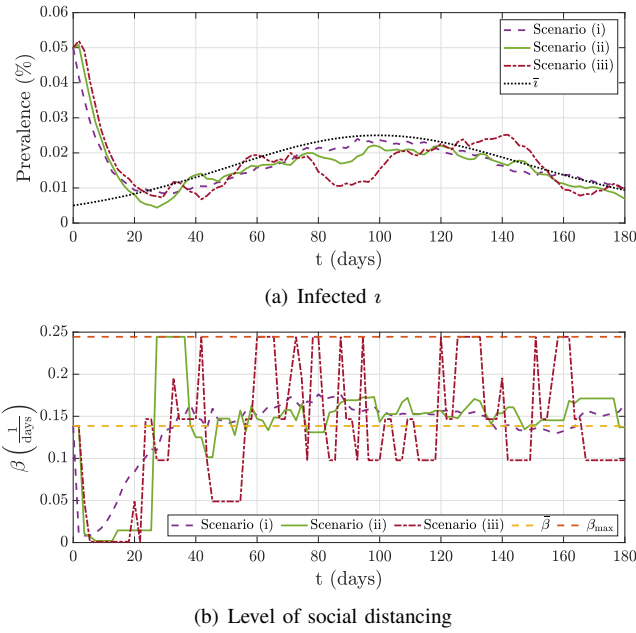 0.06
0.05
0.04
0.03
0.02
0.01
0
Prevalence (%)
Scenario (i)
Scenario (ii)
Scenario (iii)
ῑ
0 20 40 60 80 100 120 140 160 180
t (days)
(a) Infected ι
0.25
0.2
0.15
0.1
0.05
0
β (1/days)
Scenario (i) Scenario (ii) Scenario (iii) β̅ βmax
0 20 40 60 80 100 120 140 160 180
t (days)
(b) Level of social distancing